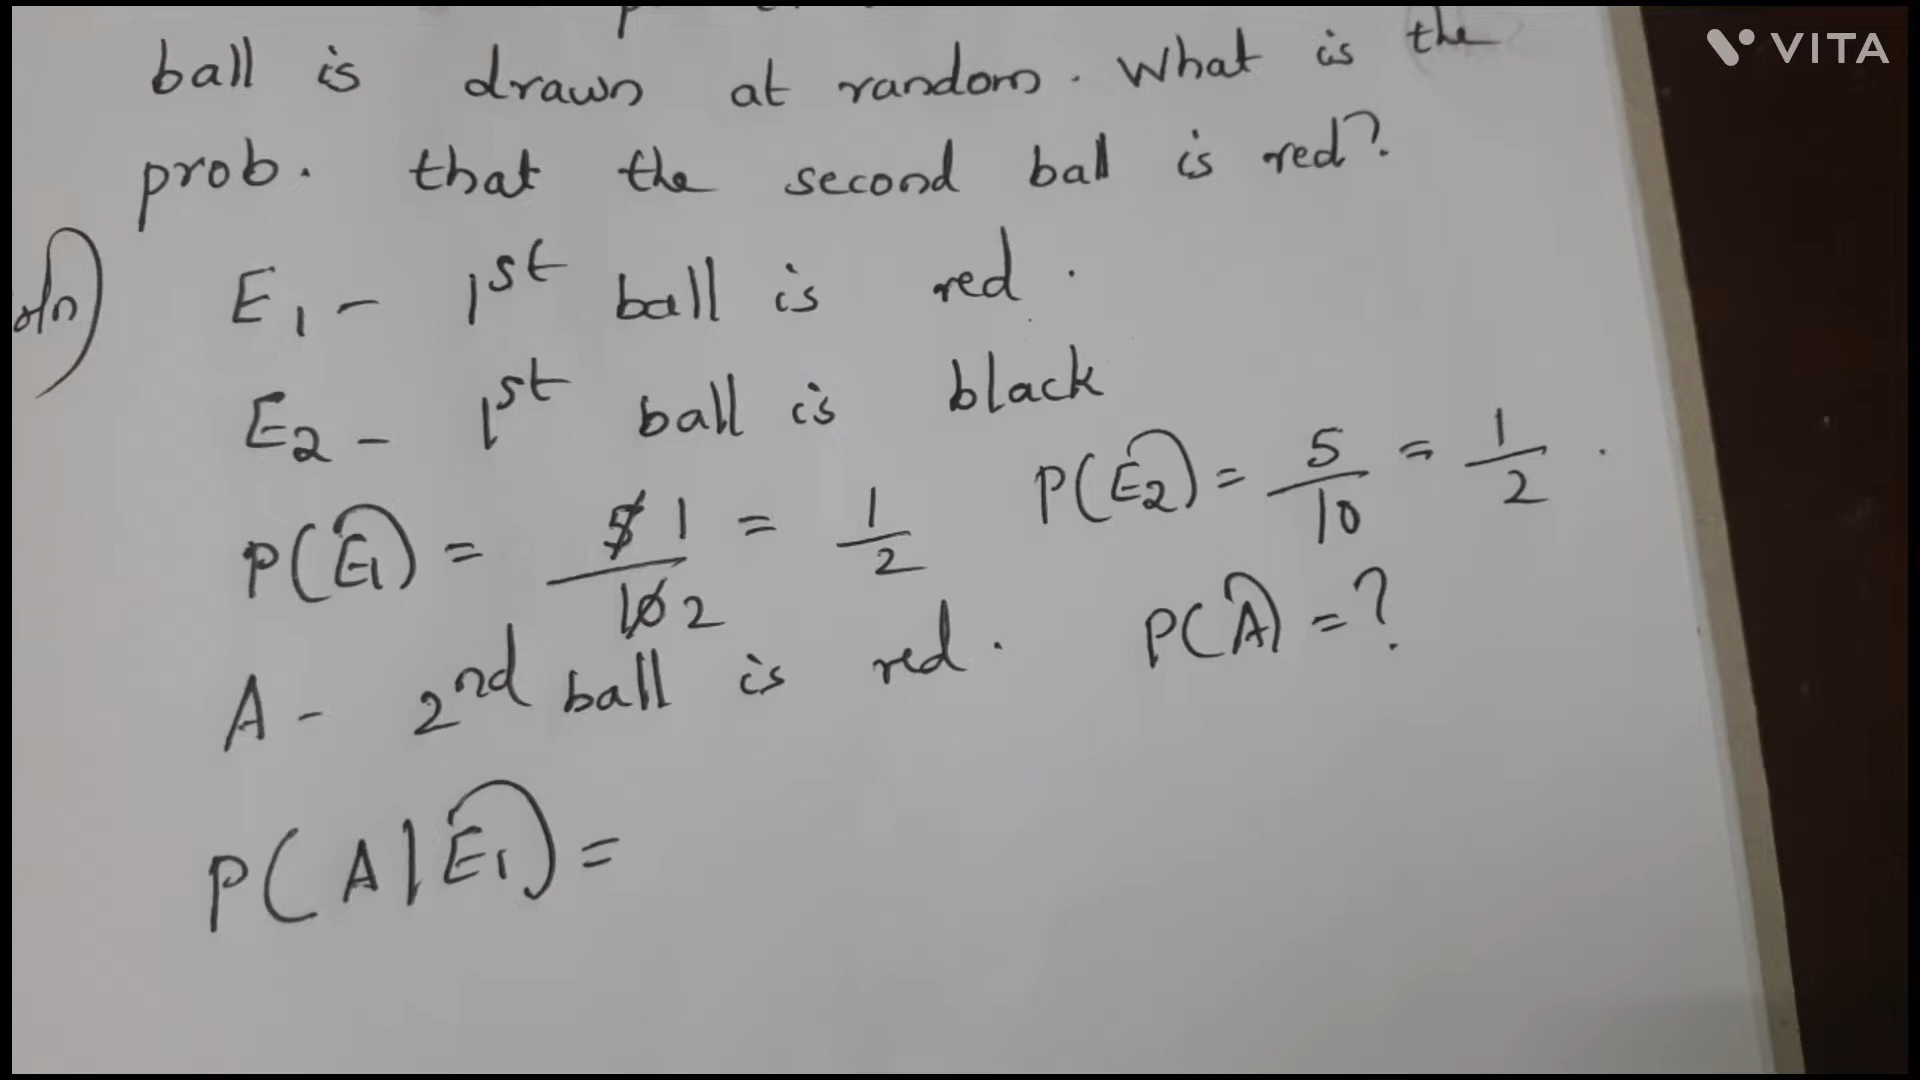 VITA
ball is drawn at random. What is the
prob. that the second ball is red?
soln)
E1 - 1st ball is red.
E2 - 1st ball is black
P(E1) = 5 1 / 10 2 = 1/2 P(E2) = 5/10 = 1/2.
A - 2nd ball is red. P(A) = ?
P(A|E1) =